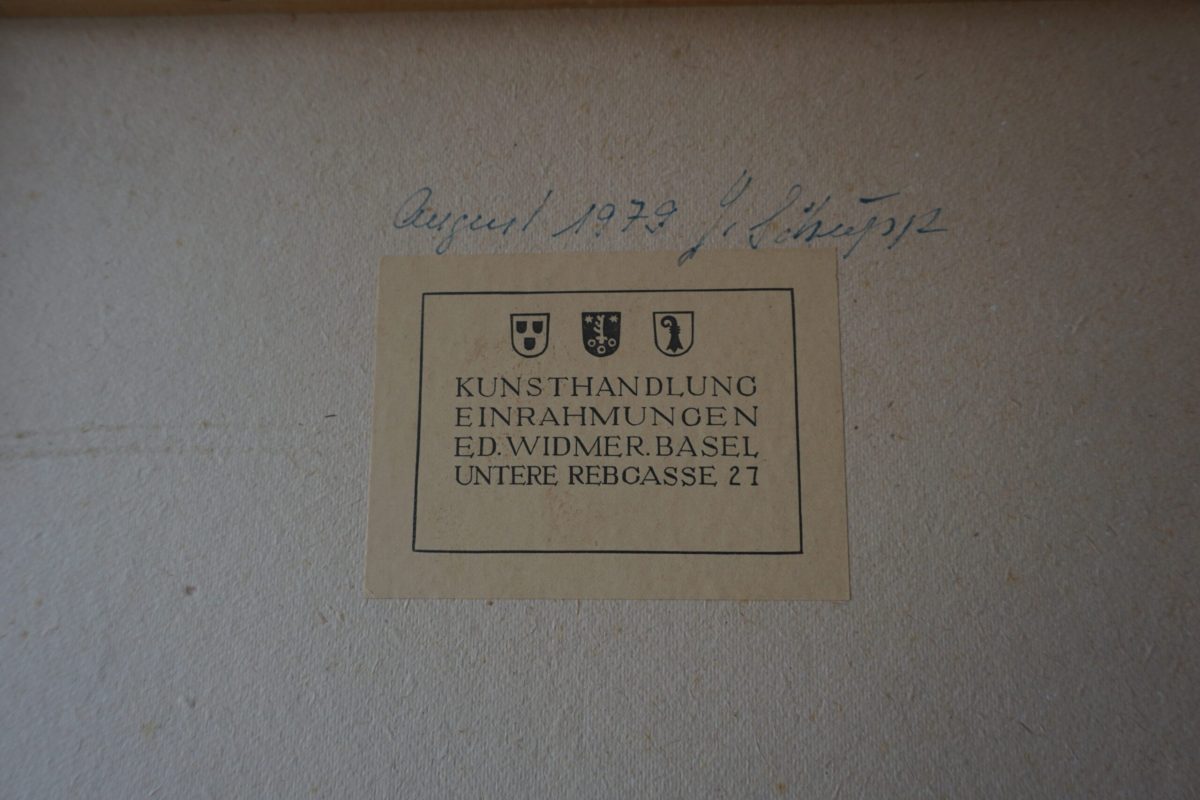 August 1979
KUNSTHANDLUNG
EINRAHMUNGEN
ED. WIDMER. BASEL
UNTERE REBGASSE 27